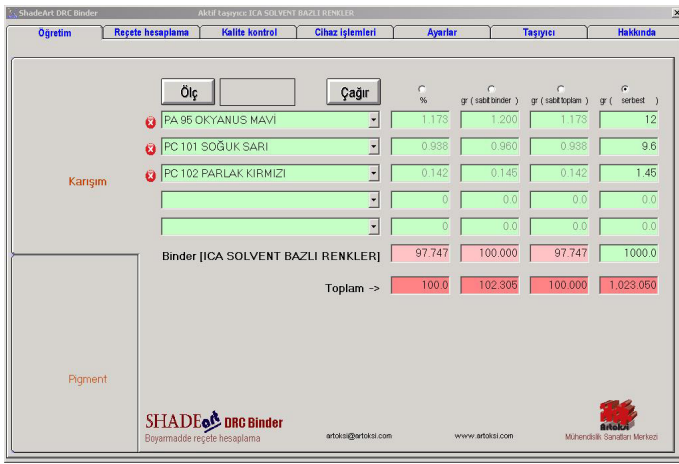 ShadeArt DRC Binder Aktif taşıyıcı: ICA SOLVENT BAZLI RENKLER
Öğretim Reçete hesaplama Kalite kontrol Cihaz işlemleri Ayarlar Taşıyıcı Hakkında
Ölç Çağır % gr ( sabit binder ) gr ( sabit toplam ) gr ( serbest )
PA 95 OKYANUS MAVİ 1.173 1.200 1.173 12
PC 101 SOĞUK SARI 0.938 0.960 0.938 9.6
Karışım
PC 102 PARLAK KIRMIZI 0.142 0.145 0.142 1.45
0 0.0 0.0 0.0
0 0.0 0.0 0.0
Binder [ICA SOLVENT BAZLI RENKLER] 97.747 100.000 97.747 1000.0
Toplam -> 100.0 102.305 100.000 1,023.050
Pigment
SHADEart DRC Binder
Boyarmadde reçete hesaplama artoksi@artoksi.com www.artoksi.com
Artoksi
Mühendislik Sanatları Merkezi